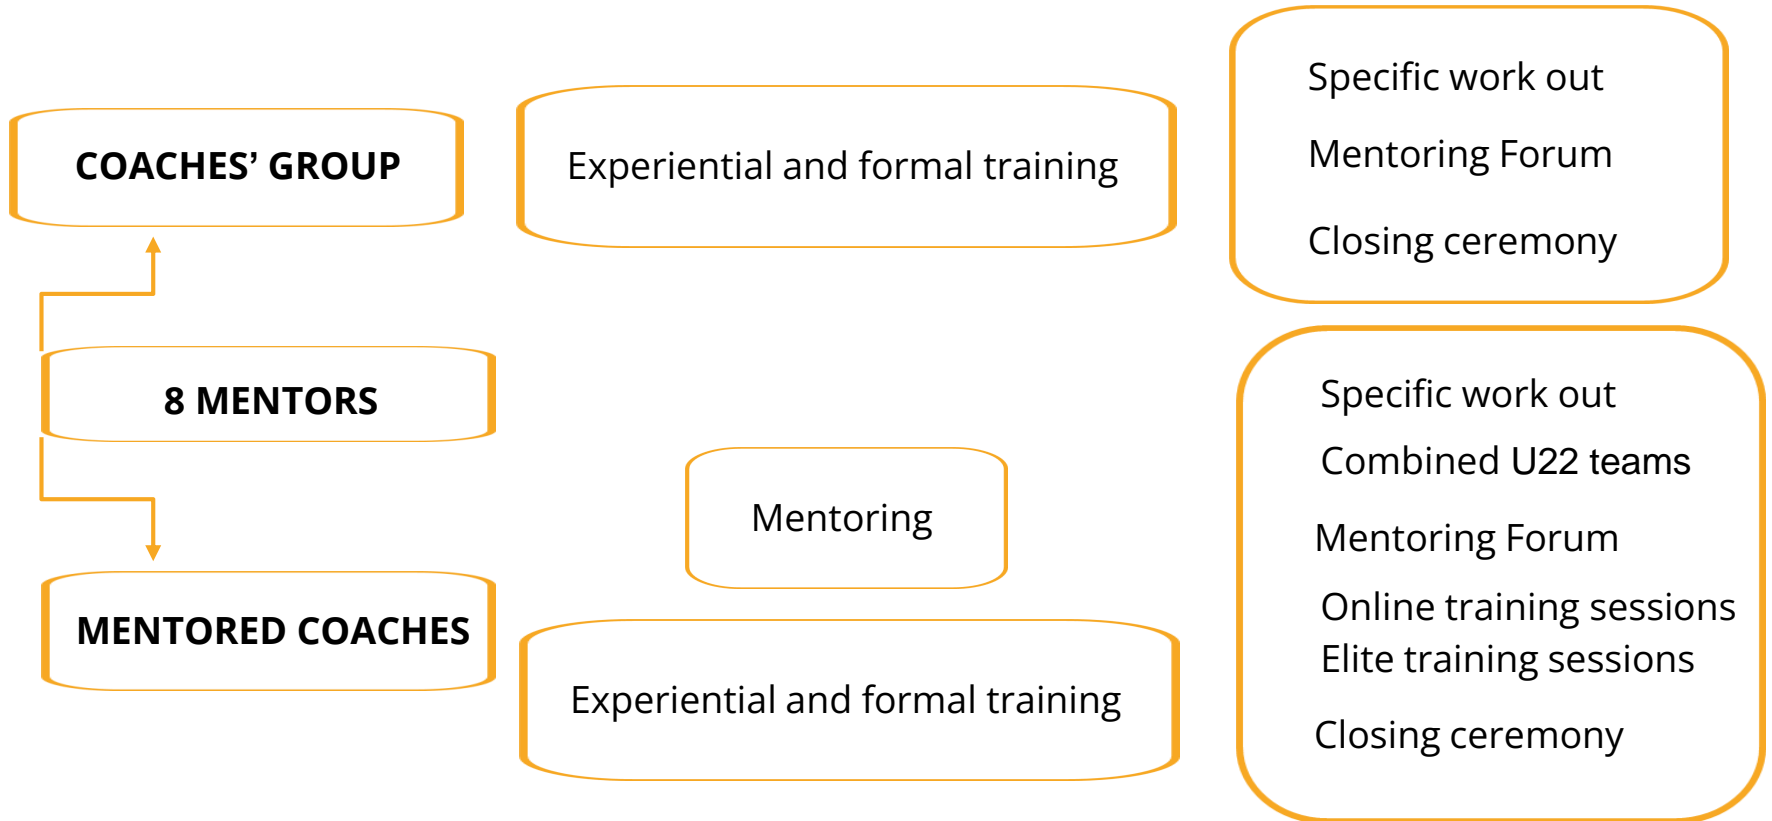 COACHES’ GROUP
Experiential and formal training
Specific work out
Mentoring Forum
Closing ceremony
8 MENTORS
MENTORED COACHES
Mentoring
Experiential and formal training
Specific work out
Combined U22 teams
Mentoring Forum
Online training sessions
Elite training sessions
Closing ceremony